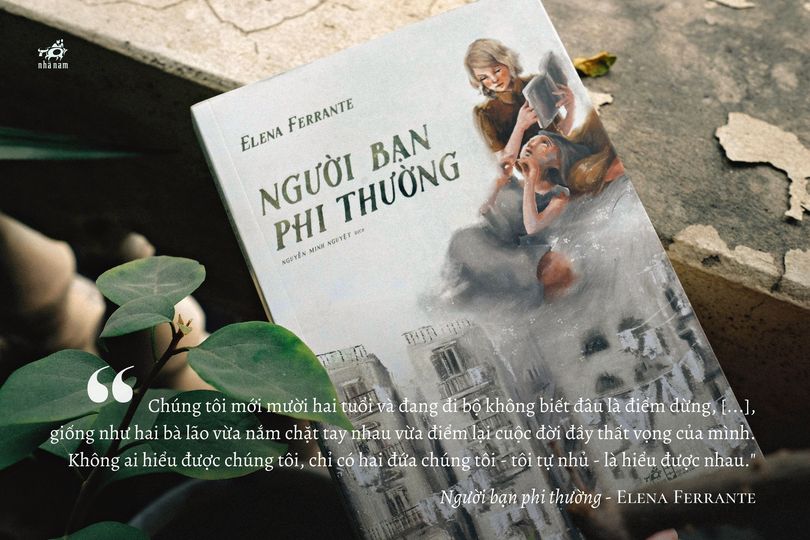 nhã nam
ELENA FERRANTE
NGƯỜI BẠN
PHI THƯỜNG
NGUYỄN MINH NGUYỆT DỊCH
“
Chúng tôi mới mười hai tuổi và đang đi bộ không biết đâu là điểm dừng, [...],
giống như hai bà lão vừa nắm chặt tay nhau vừa điểm lại cuộc đời đầy thất vọng của mình.
Không ai hiểu được chúng tôi, chỉ có hai đứa chúng tôi - tôi tự nhủ - là hiểu được nhau."
Người bạn phi thường - ELENA FERRANTE